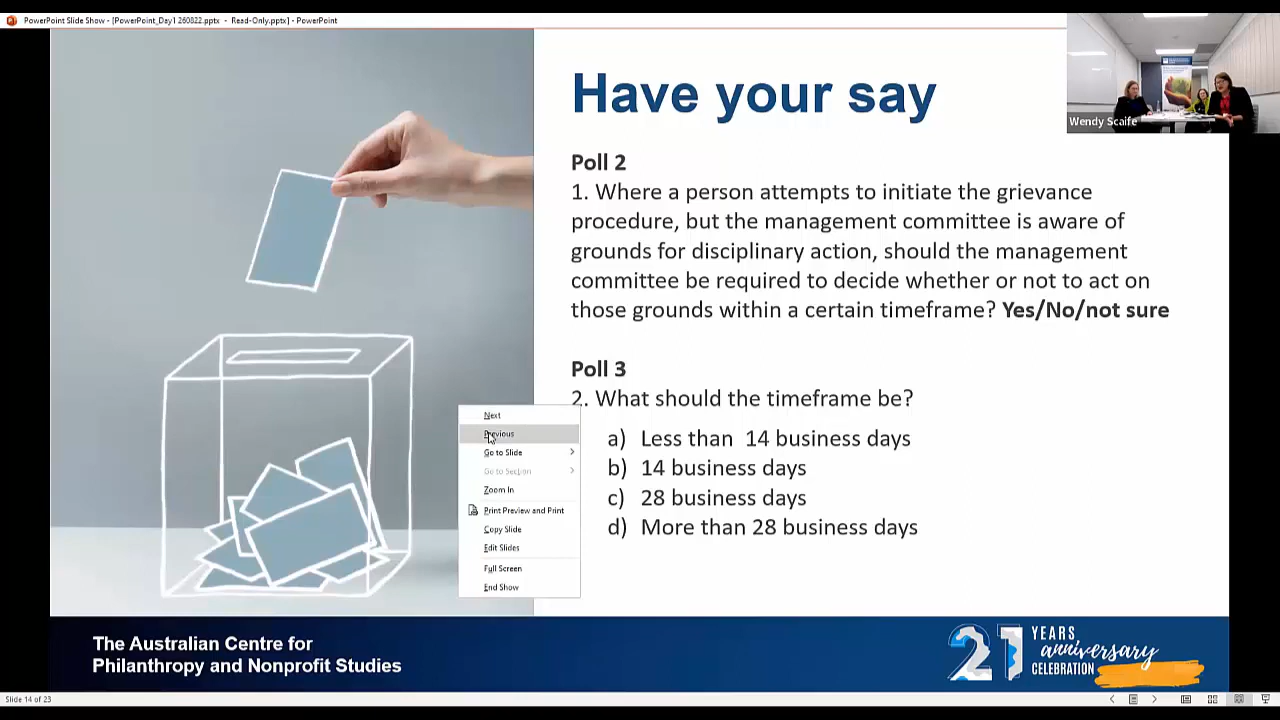 PowerPoint Slide Show - [PowerPoint_Day1 260822.pptx - Read-Only.pptx] - PowerPoint
Wendy Scaife
Have your say
Poll 2
1. Where a person attempts to initiate the grievance
procedure, but the management committee is aware of
grounds for disciplinary action, should the management
committee be required to decide whether or not to act on
those grounds within a certain timeframe? Yes/No/not sure
Poll 3
2. What should the timeframe be?
a) Less than 14 business days
b) 14 business days
c) 28 business days
d) More than 28 business days
Next
Previous
Go to Slide
Go to Section
Zoom In
Print Preview and Print
Copy Slide
Edit Slides
Full Screen
End Show
The Australian Centre for
Philanthropy and Nonprofit Studies
21 YEARS
anniversary
CELEBRATION
Slide 14 of 23